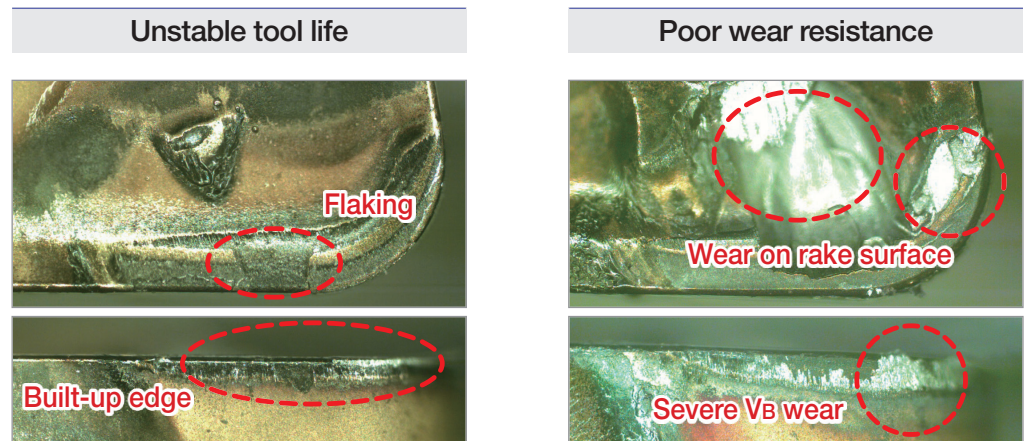 Unstable tool life
Poor wear resistance
Flaking
Wear on rake surface
Built-up edge
Severe VB wear